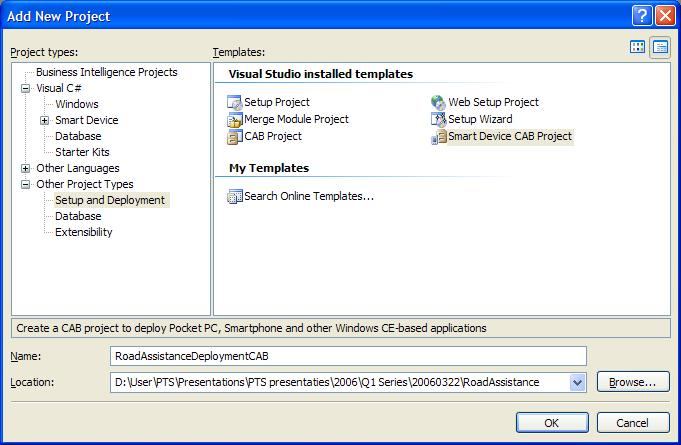 Add New Project
Project types:
Templates:
Business Intelligence Projects
Visual C#
Windows
Smart Device
Database
Starter Kits
Other Languages
Other Project Types
Setup and Deployment
Database
Extensibility
Visual Studio installed templates
Setup Project
Web Setup Project
Merge Module Project
Setup Wizard
CAB Project
Smart Device CAB Project
My Templates
Search Online Templates...
Create a CAB project to deploy Pocket PC, Smartphone and other Windows CE-based applications
Name: RoadAssistanceDeploymentCAB
Location: D:\User\PTS\Presentations\PTS presentaties\2006\Q1 Series\20060322\RoadAssistance Browse...
OK Cancel